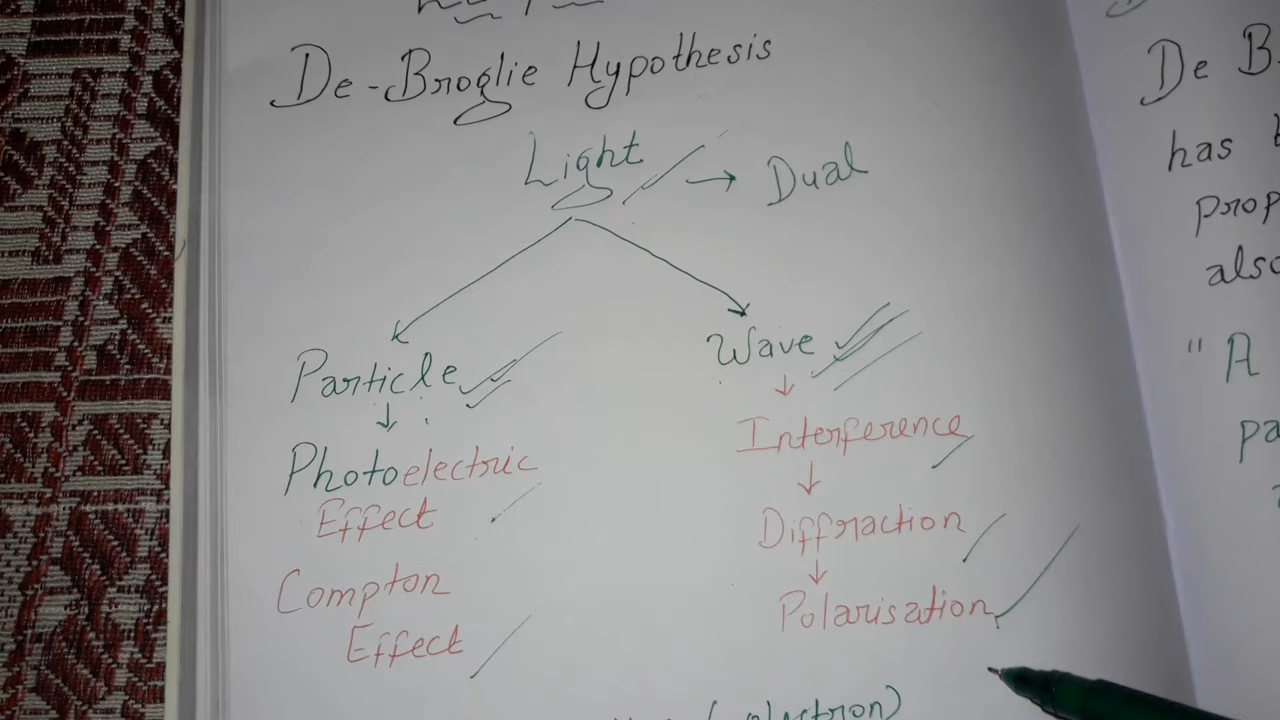 De-Broglie Hypothesis
Light → Dual
Particle
Wave
↓
↓
Photoelectric
Effect
Interference
↓
Diffraction
↓
Compton
Effect
Polarisation
(electron)
De B
has
prop
also
" A
pa